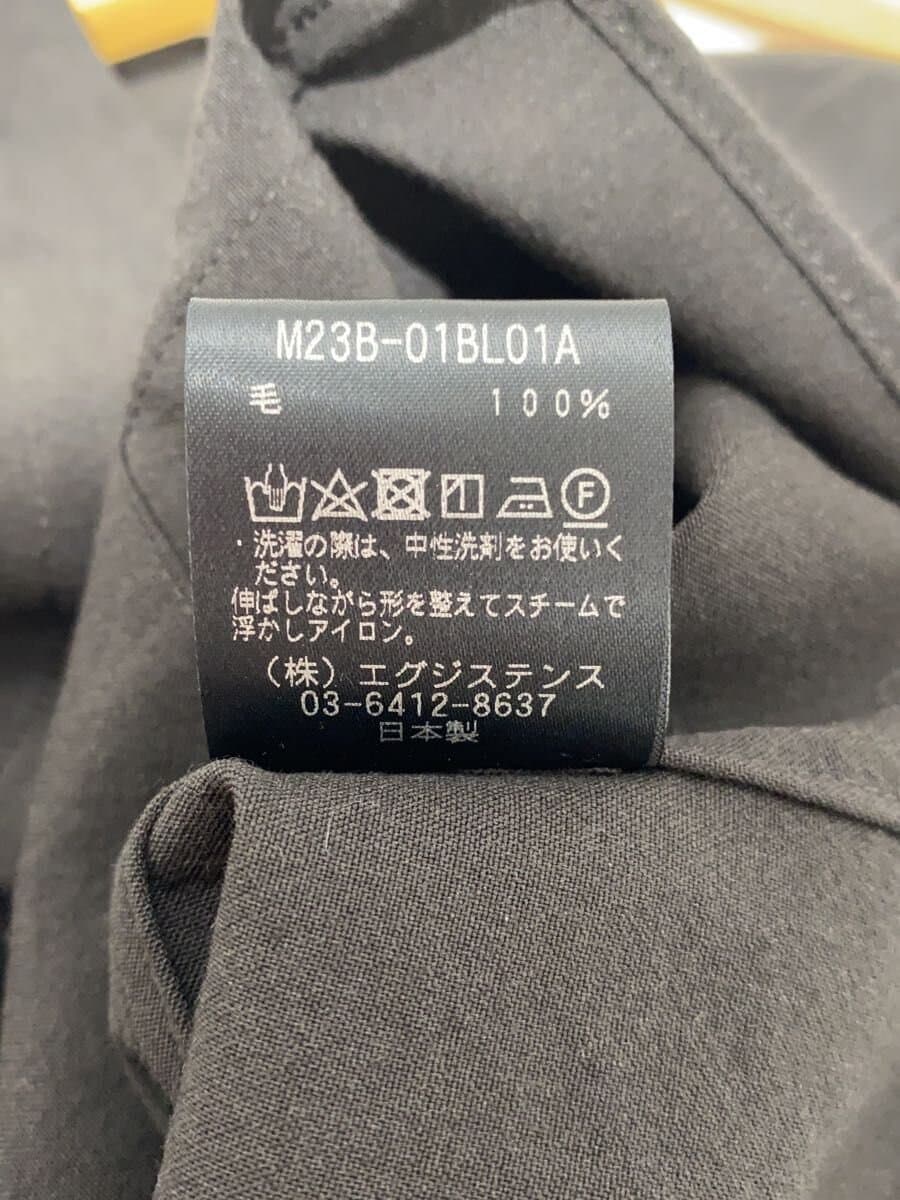 M23B-01BL01A
毛 100%
F
・洗濯の際は、中性洗剤をお使いく
ださい。
伸ばしながら形を整えてスチームで
浮かしアイロン。
(株) エグジステンス
03-6412-8637
日本製